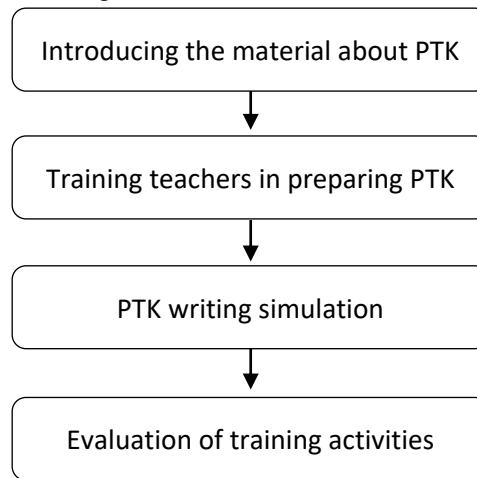 Introducing the material about PTK
Training teachers in preparing PTK
PTK writing simulation
Evaluation of training activities